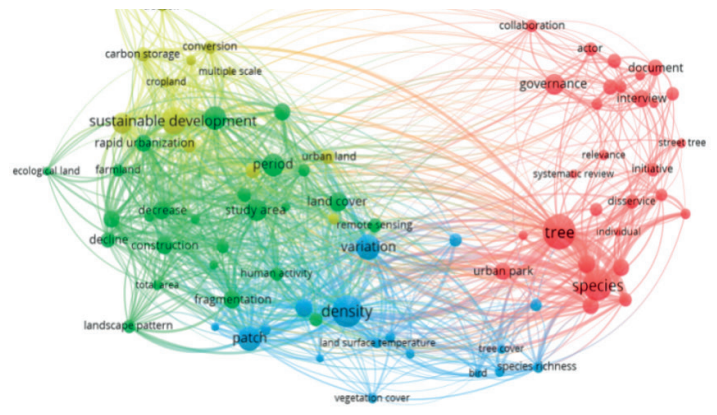 collaboration
carbon storage
conversion
actor
multiple scale
document
cropland
governance
interview
sustainable development
rapid urbanization
street tree
period
urban land
relevance
ecological land
farmland
systematic review
initiative
land cover
disservice
decrease
study area
remote sensing
tree
individual
decline
construction
variation
human activity
urban park
total area
species
fragmentation
density
landscape pattern
patch
land surface temperature
tree cover
bird
species richness
vegetation cover